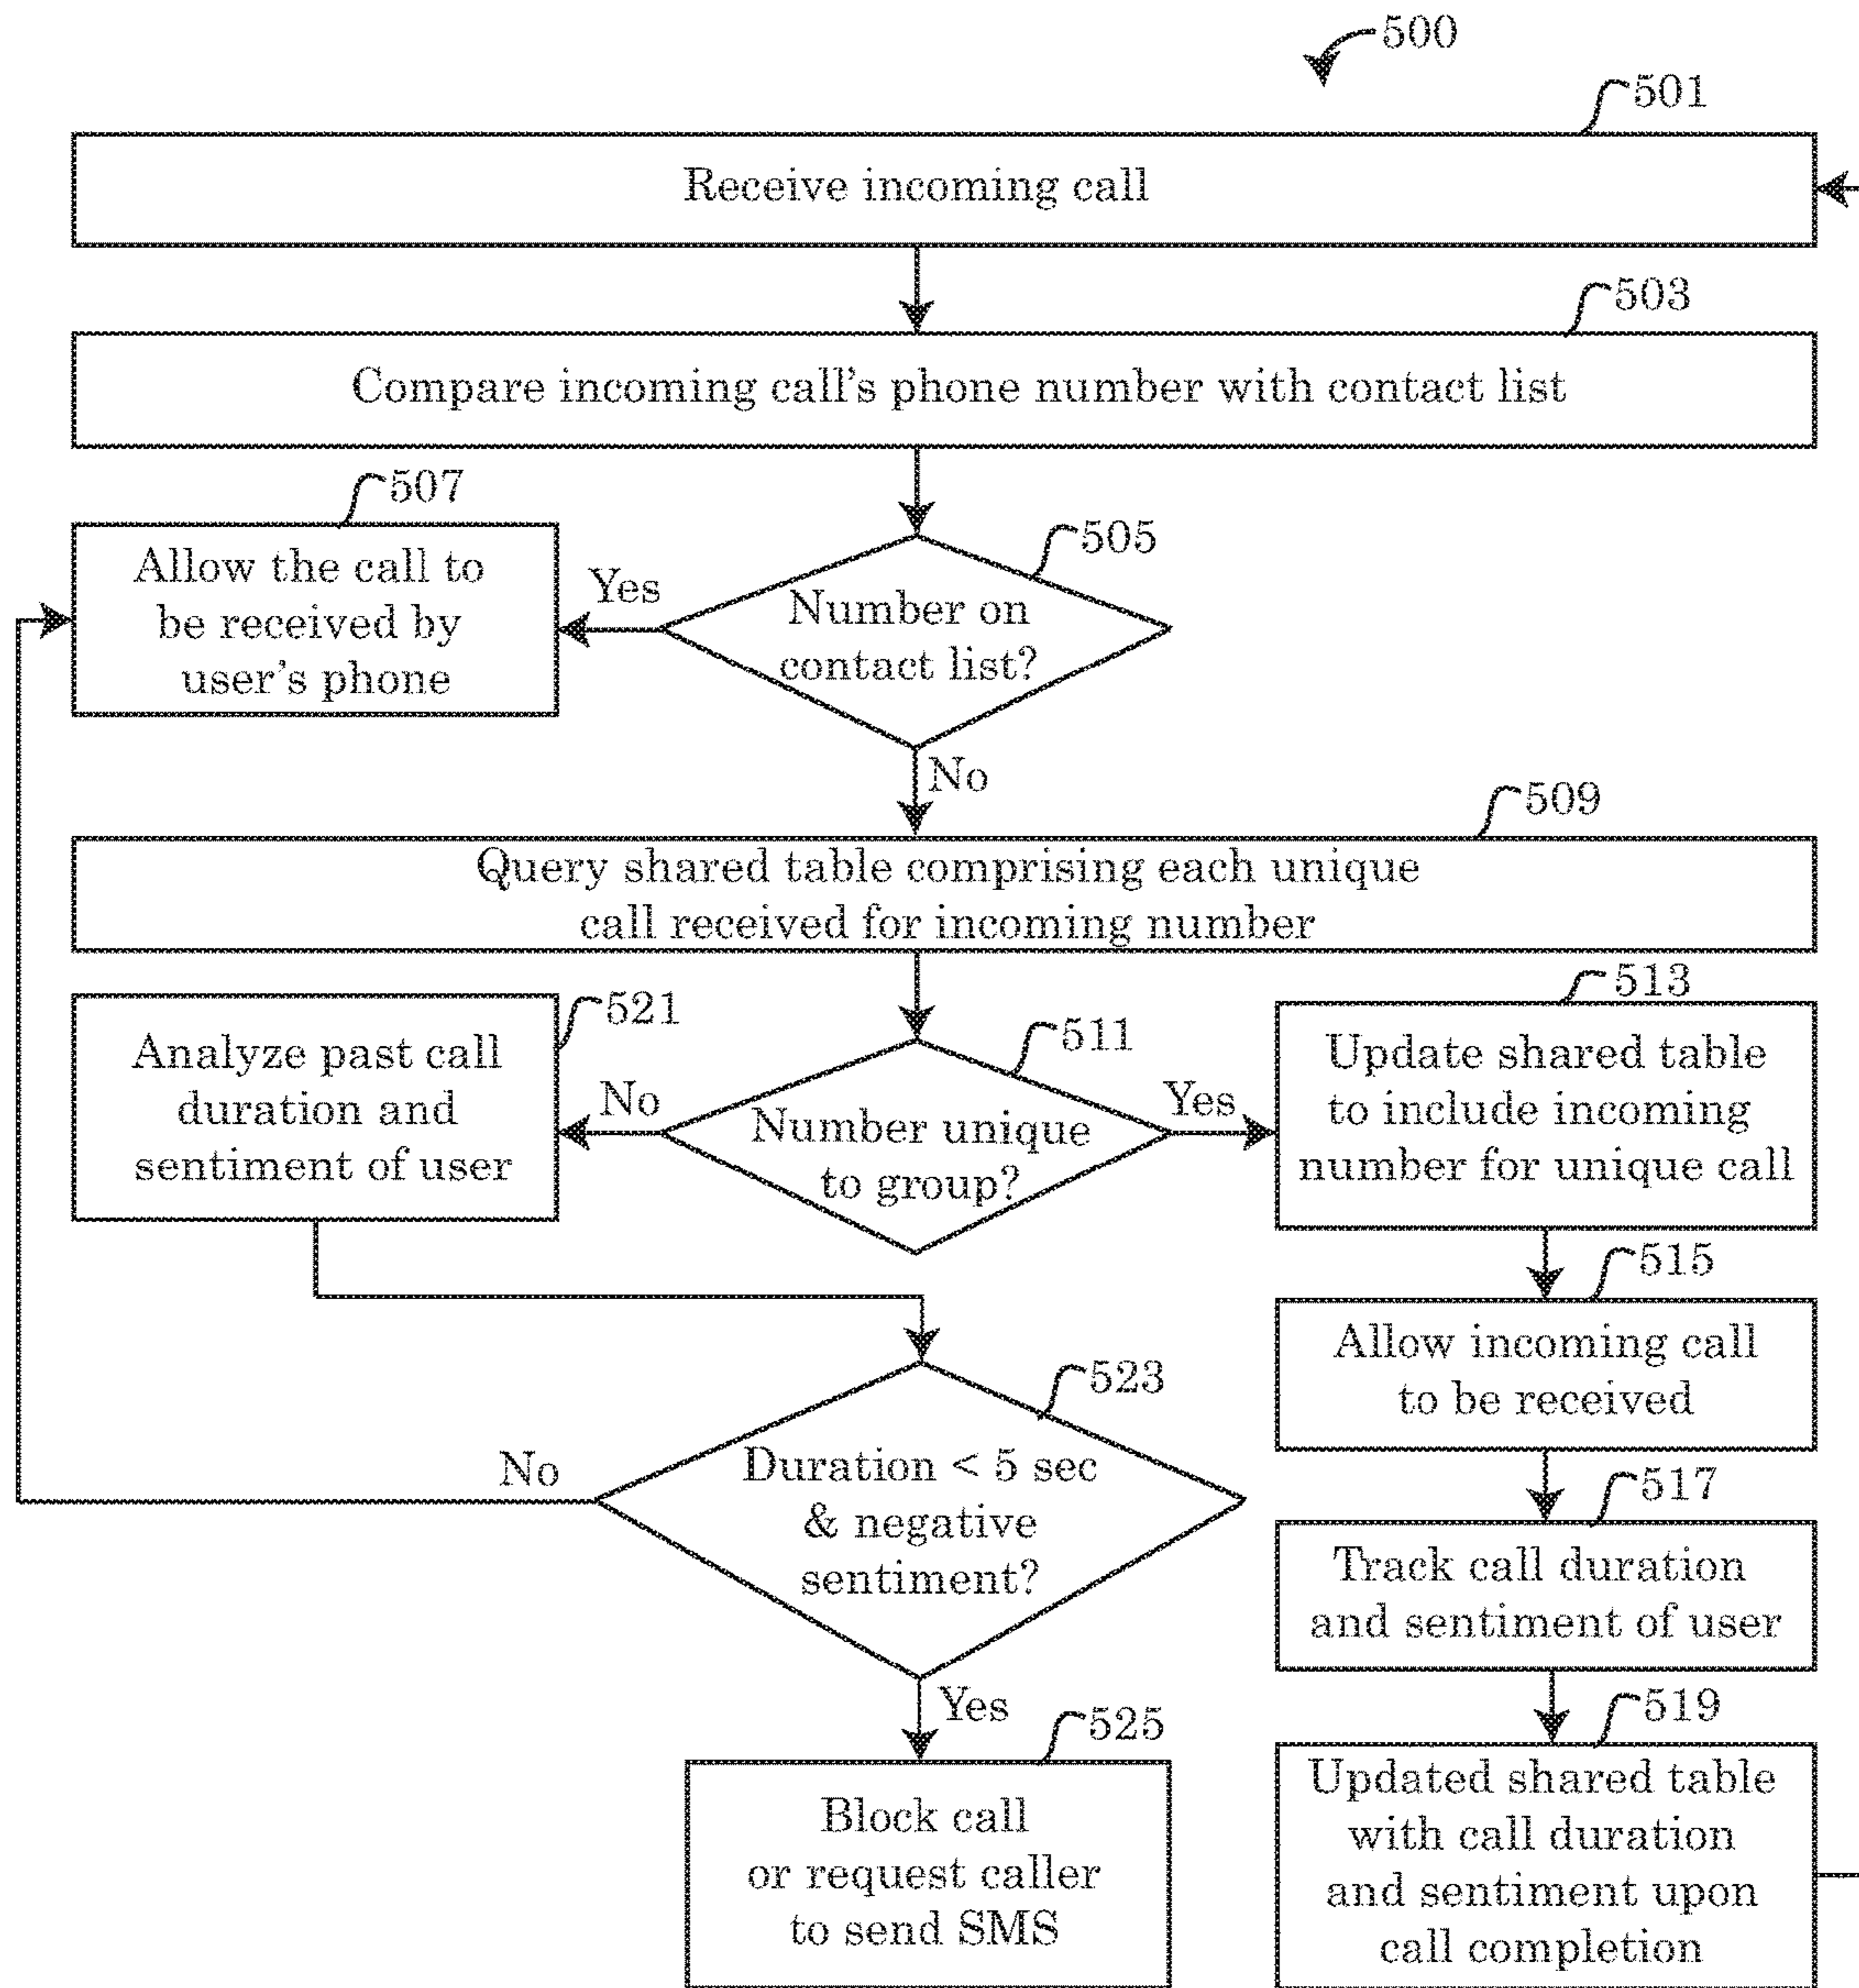 500
501
Receive incoming call
503
Compare incoming call's phone number with contact list
507
Allow the call to
be received by
user's phone
Yes
505
Number on
contact list?
No
509
Query shared table comprising each unique
call received for incoming number
521
Analyze past call
duration and
sentiment of user
No
511
Number unique
to group?
Yes
513
Update shared table
to include incoming
number for unique call
515
Allow incoming call
to be received
523
Duration < 5 sec
& negative
sentiment?
No
517
Track call duration
and sentiment of user
Yes
525
Block call
or request caller
to send SMS
519
Updated shared table
with call duration
and sentiment upon
call completion